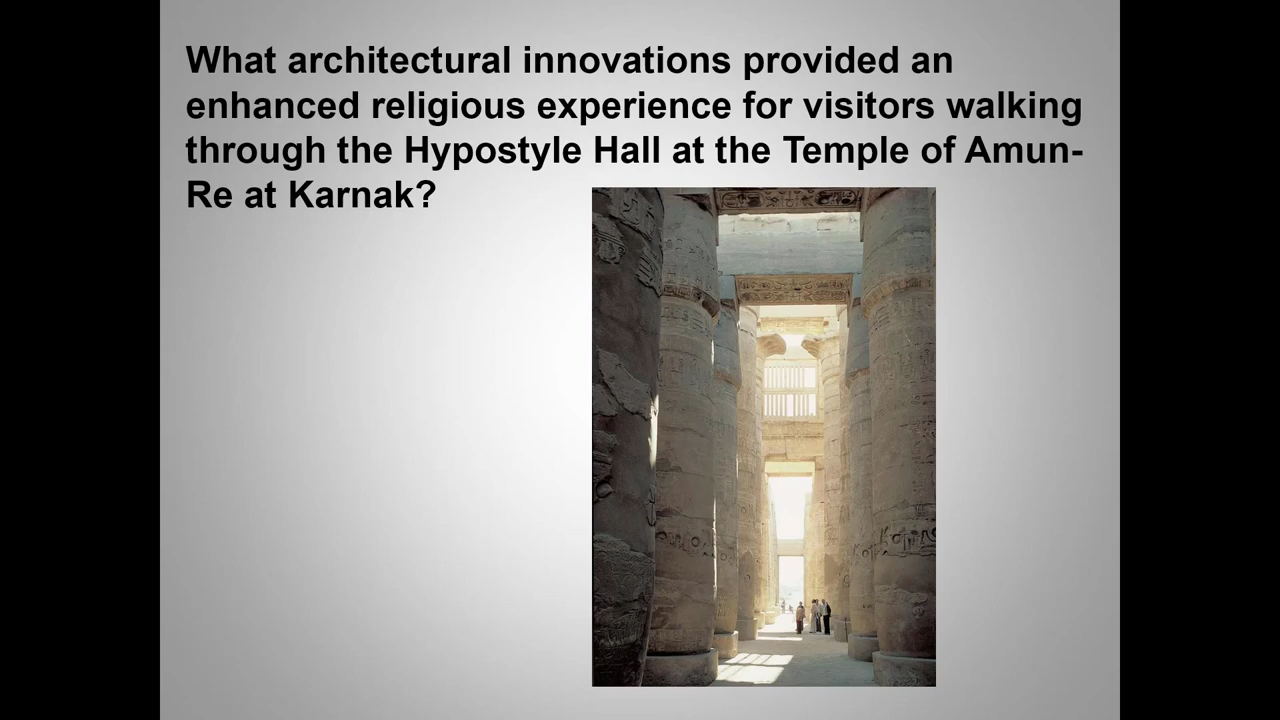 What architectural innovations provided an
enhanced religious experience for visitors walking
through the Hypostyle Hall at the Temple of Amun-
Re at Karnak?